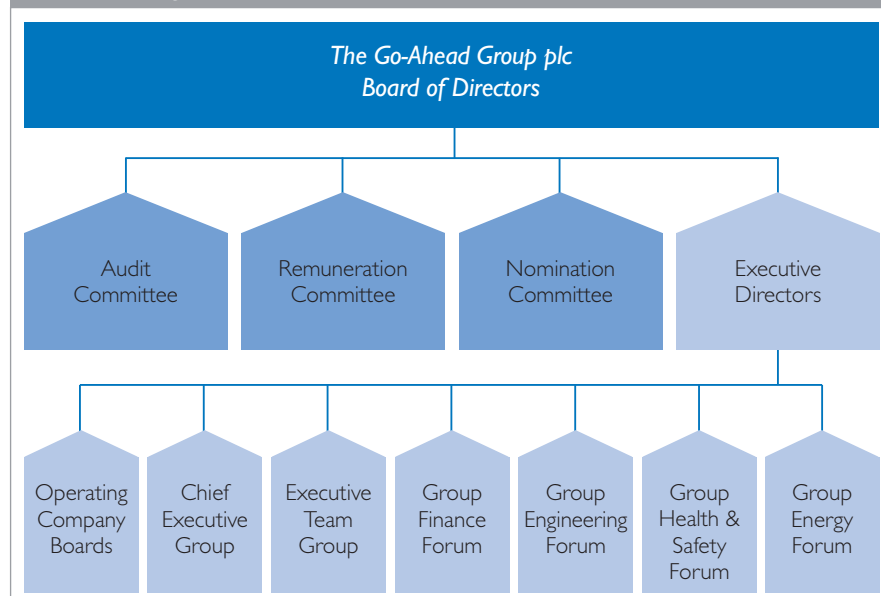 The Go-Ahead Group plc
Board of Directors
Audit
Committee
Remuneration
Committee
Nomination
Committee
Executive
Directors
Operating
Company
Boards
Chief
Executive
Group
Executive
Team
Group
Group
Finance
Forum
Group
Engineering
Forum
Group
Health &
Safety
Forum
Group
Energy
Forum